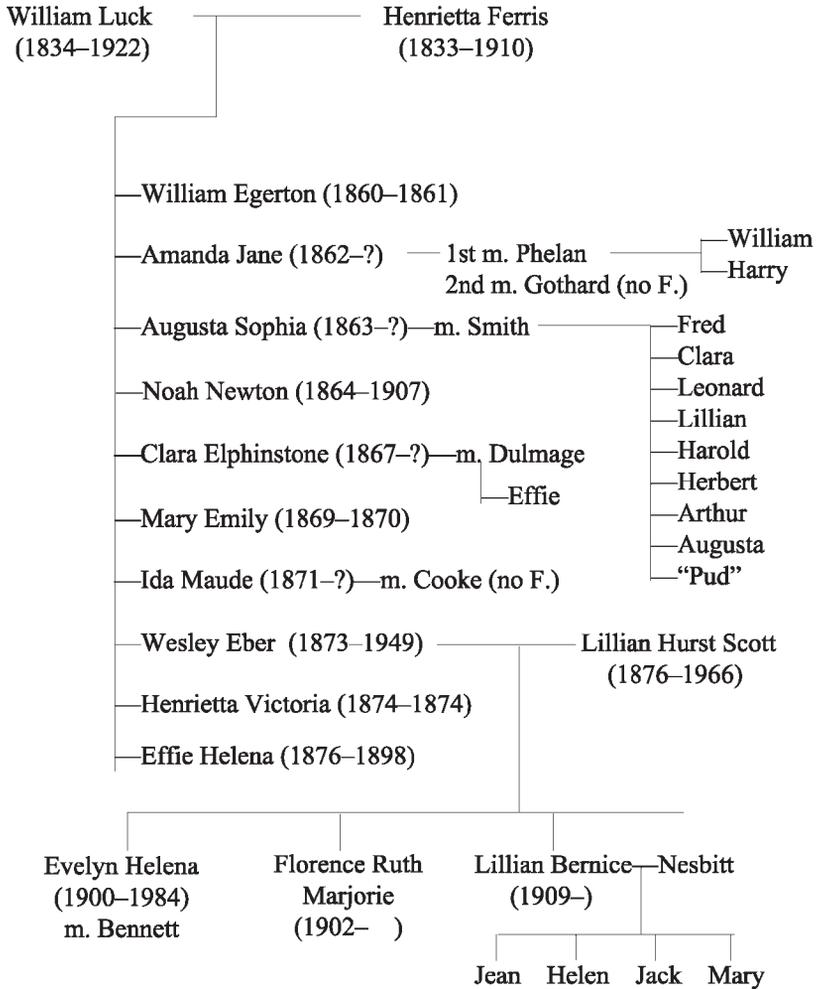 William Luck Henrietta Ferris
(1834–1922) (1833–1910)
William Egerton (1860–1861)
Amanda Jane (1862–?) 1st m. Phelan
2nd m. Gothard (no F.)
William
Harry
Augusta Sophia (1863–?) m. Smith
Fred
Clara
Leonard
Lillian
Harold
Herbert
Arthur
Augusta
“Pud”
Noah Newton (1864–1907)
Clara Elphinstone (1867–?) m. Dulmage
Effie
Mary Emily (1869–1870)
Ida Maude (1871–?) m. Cooke (no F.)
Wesley Eber (1873–1949) Lillian Hurst Scott
(1876–1966)
Henrietta Victoria (1874–1874)
Effie Helena (1876–1898)
Evelyn Helena
(1900–1984)
m. Bennett
Florence Ruth
Marjorie
(1902– )
Lillian Bernice Nesbitt
(1909–)
Jean Helen Jack Mary